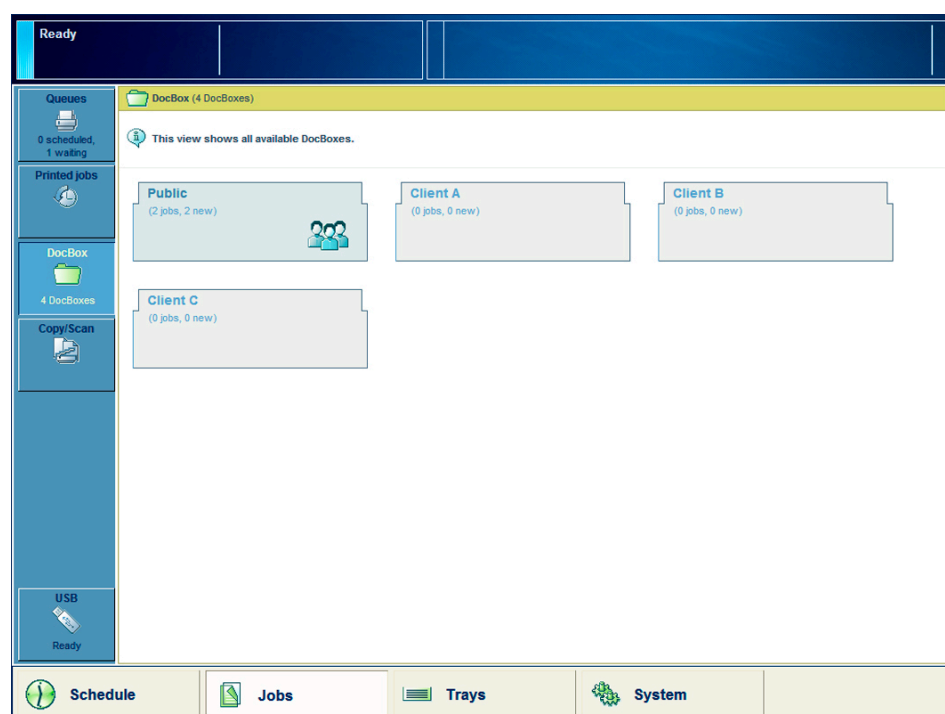 Ready
Queues
0 scheduled,
1 waiting
Printed jobs
DocBox
4 DocBoxes
Copy/Scan
USB
Ready
DocBox (4 DocBoxes)
This view shows all available DocBoxes.
Public
(2 jobs, 2 new)
Client A
(0 jobs, 0 new)
Client B
(0 jobs, 0 new)
Client C
(0 jobs, 0 new)
Schedule
Jobs
Trays
System